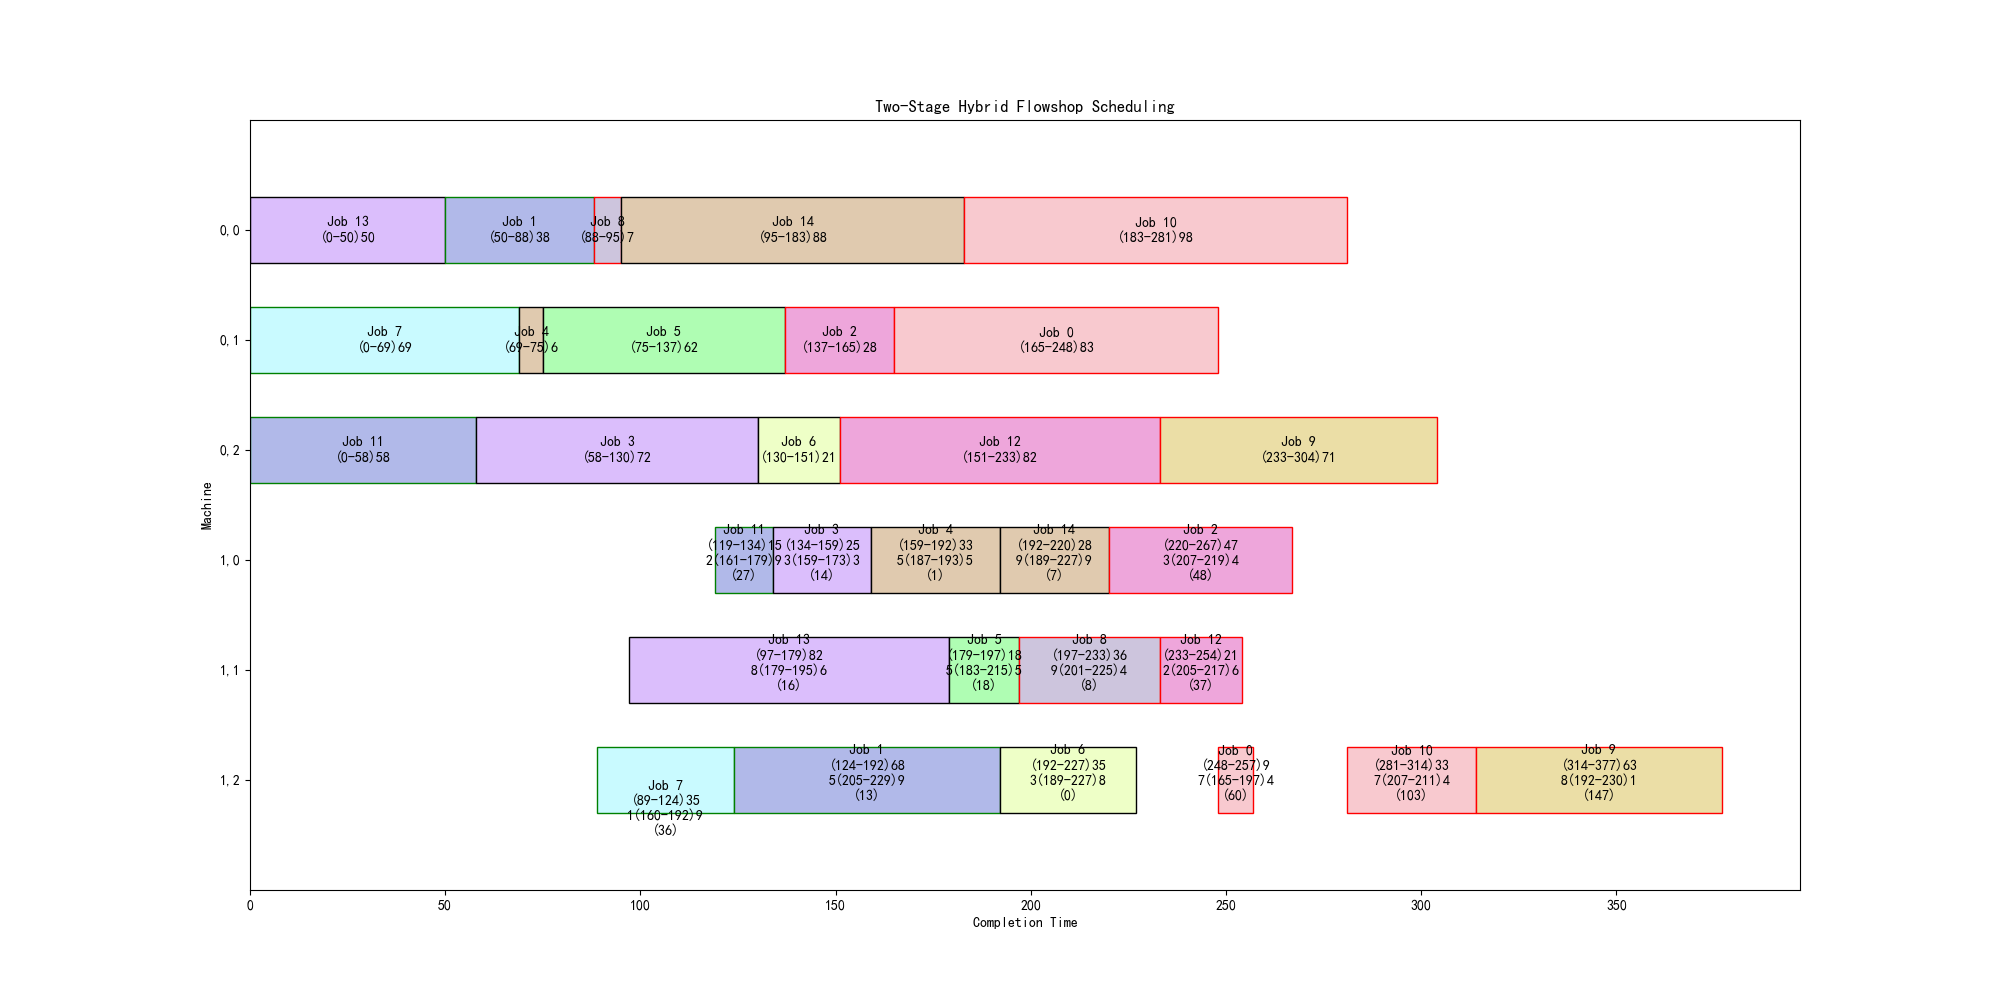 Two-Stage Hybrid Flowshop Scheduling
Machine
0,0
Job 13
(0-50)50
Job 1
(50-88)38
Job 8
(88-95)7
Job 14
(95-183)88
Job 10
(183-281)98
0,1
Job 7
(0-69)69
Job 4
(69-75)6
Job 5
(75-137)62
Job 2
(137-165)28
Job 0
(165-248)83
0,2
Job 11
(0-58)58
Job 3
(58-130)72
Job 6
(130-151)21
Job 12
(151-233)82
Job 9
(233-304)71
1,0
Job 11
(119-134)15
2(161-179)9
(27)
Job 3
(134-159)25
3(159-173)3
(14)
Job 4
(159-192)33
5(187-193)5
(1)
Job 14
(192-220)28
9(189-227)9
(7)
Job 2
(220-267)47
3(207-219)4
(48)
1,1
Job 13
(97-179)82
8(179-195)6
(16)
Job 5
(179-197)18
5(183-215)5
(18)
Job 8
(197-233)36
9(201-225)4
(8)
Job 12
(233-254)21
2(205-217)6
(37)
1,2
Job 7
(89-124)35
1(160-192)9
(36)
Job 1
(124-192)68
5(205-229)9
(13)
Job 6
(192-227)35
3(189-227)8
(0)
Job 0
(248-257)9
7(165-197)4
(60)
Job 10
(281-314)33
7(207-211)4
(103)
Job 9
(314-377)63
8(192-230)1
(147)
0 50 100 150 200 250 300 350
Completion Time